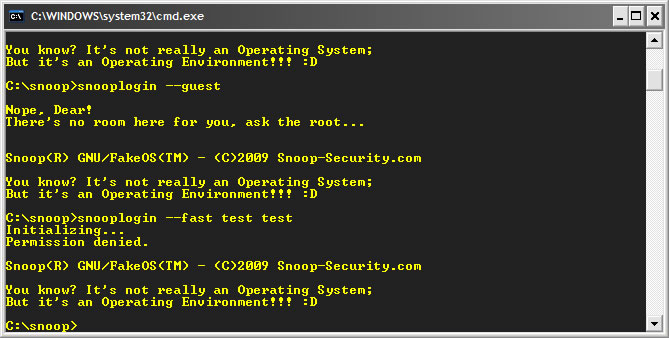 C:\WINDOWS\system32\cmd.exe
You know? It's not really an Operating System;
But it's an Operating Environment!!! :D
C:\snoop>snooplogin --guest
Nope, Dear!
There's no room here for you, ask the root...
Snoop(R) GNU/FakeOS(TM) - (C)2009 Snoop-Security.com
You know? It's not really an Operating System;
But it's an Operating Environment!!! :D
C:\snoop>snooplogin --fast test test
Initializing...
Permission denied.
Snoop(R) GNU/FakeOS(TM) - (C)2009 Snoop-Security.com
You know? It's not really an Operating System;
But it's an Operating Environment!!! :D
C:\snoop>